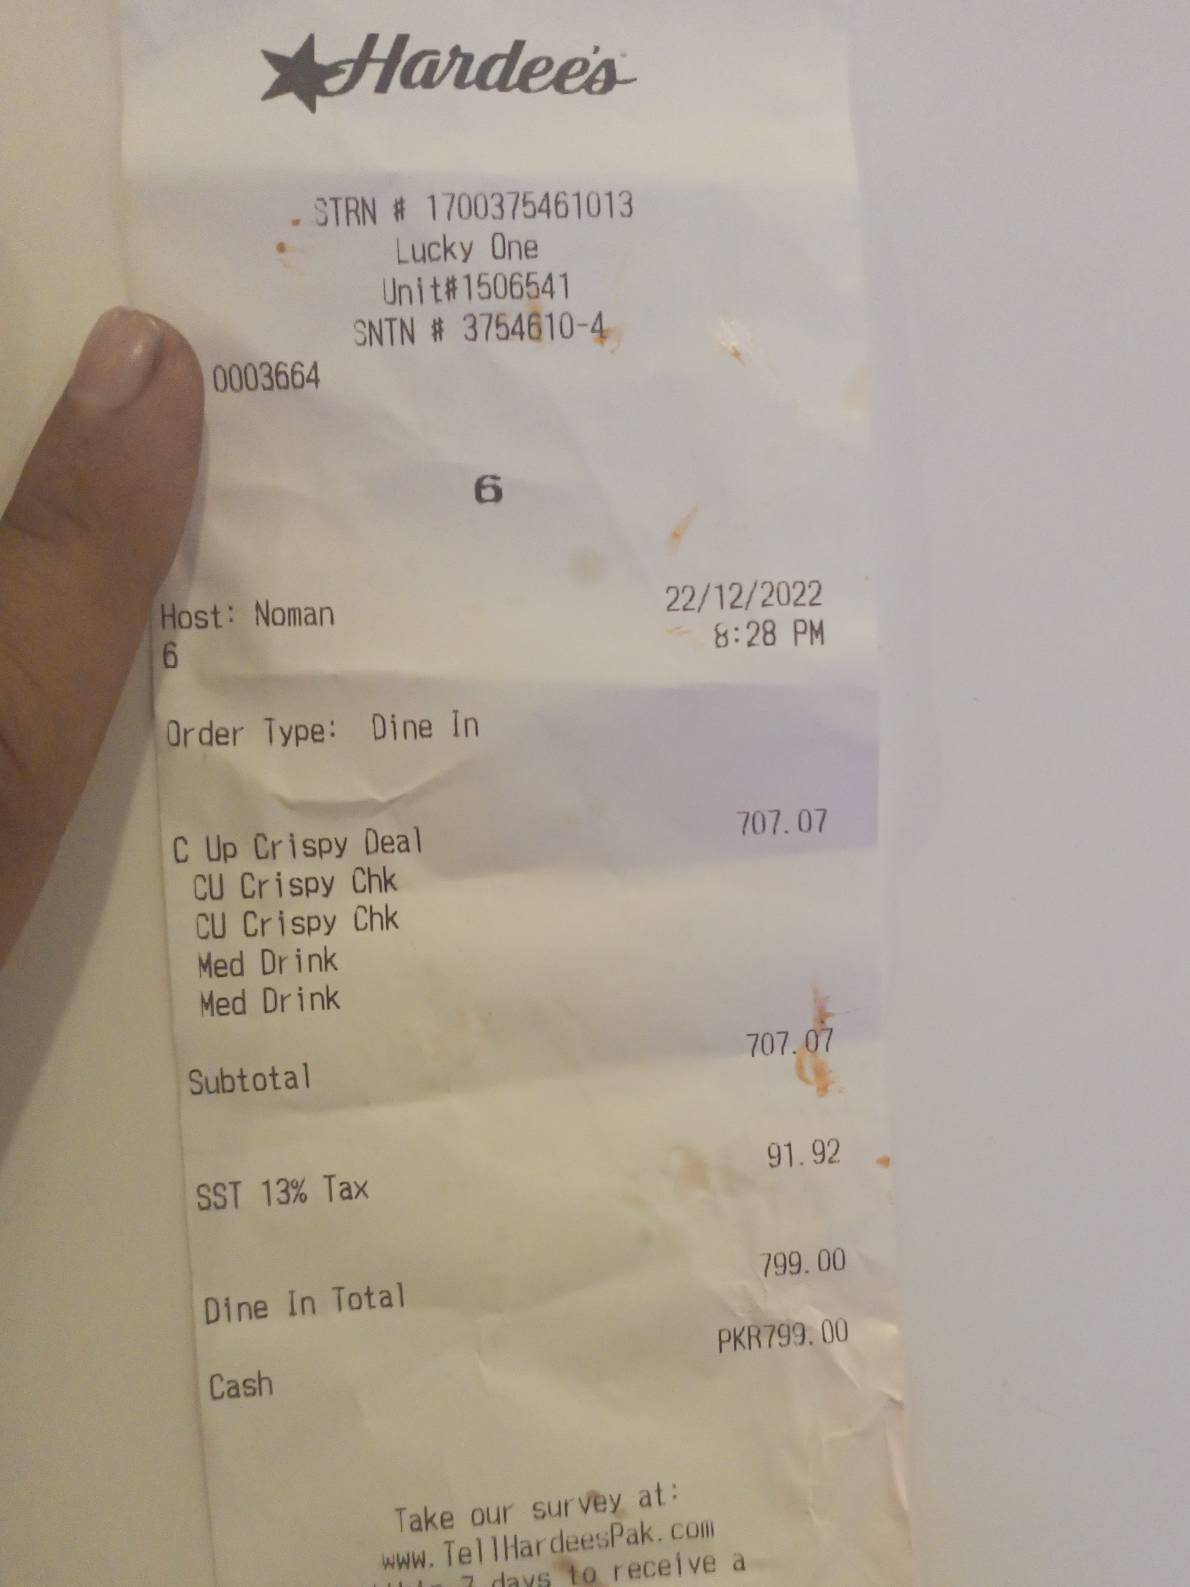 Hardee's
STRN # 1700375461013
Lucky One
Unit#1506541
SNTN # 3754610-4
0003664
6
Host: Noman 22/12/2022
6 8:28 PM
Order Type: Dine In
C Up Crispy Deal 707.07
CU Crispy Chk
CU Crispy Chk
Med Drink
Med Drink
Subtotal 707.07
SST 13% Tax 91.92
Dine In Total 799.00
Cash PKR799.00
Take our survey at:
www.TellHardeesPak.com
7 days to receive a